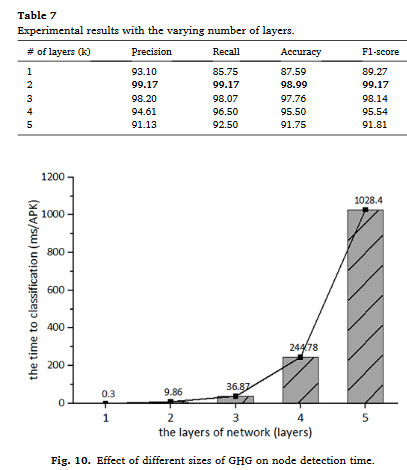 Table 7
Experimental results with the varying number of layers.
# of layers (k) Precision Recall Accuracy F1-score
1 93.10 85.75 87.59 89.27
2 99.17 99.17 98.99 99.17
3 98.20 98.07 97.76 98.14
4 94.61 96.50 95.50 95.54
5 91.13 92.50 91.75 91.81
the time to classification (ms/APK)
1200
1000
800
600
400
200
0
0.3
9.86
36.87
244.78
1028.4
1 2 3 4 5
the layers of network (layers)
Fig. 10. Effect of different sizes of GHG on node detection time.